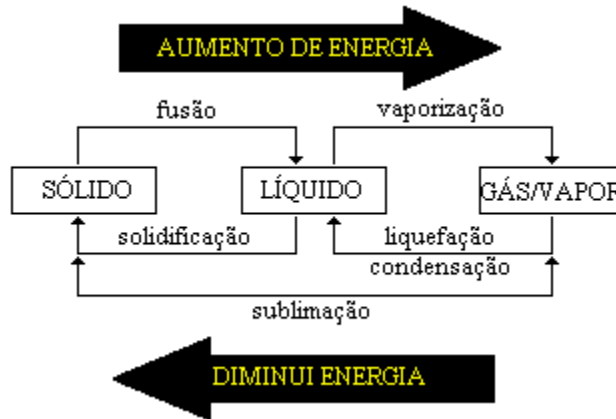 AUMENTO DE ENERGIA
fusão
vaporização
SÓLIDO
LÍQUIDO
GÁS/VAPOR
solidificação
liquefação
condensação
sublimação
DIMINUI ENERGIA